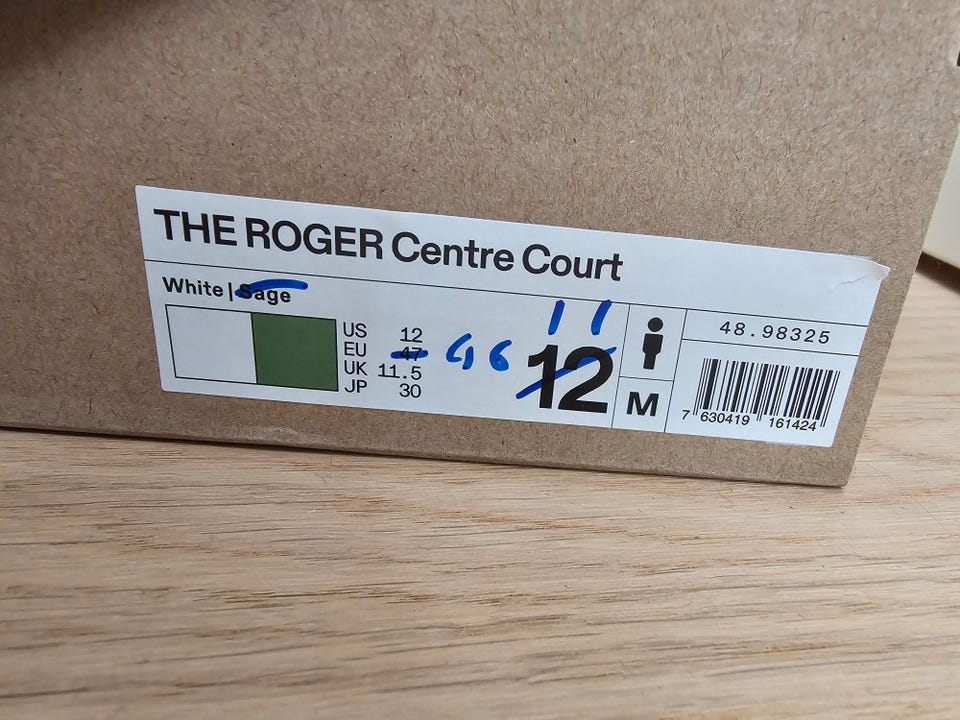 THE ROGER Centre Court
White|Sage
US 12
EU 47 46
UK 11.5
JP 30
11
12
M
48.98325
7 630419 161424